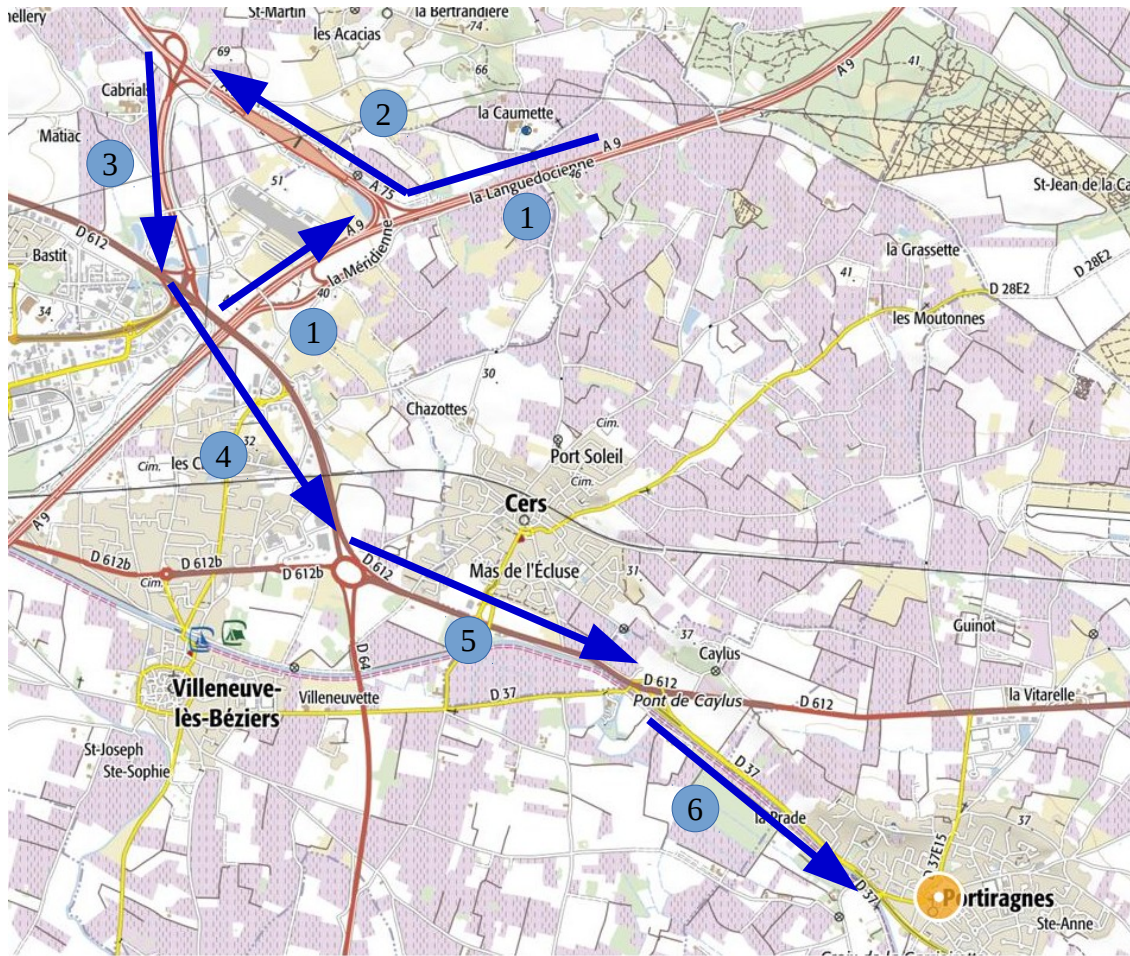 St-Martin
la Bertrandière
nellery
74
les Acacias
69
66
41
A 9
Cabrials
2
la Caumette
Matiac
3
A 9
46
51
A 75
la Languedocienne
1
St-Jean de la Ca
D 612
A 9
la Méridienne
Bastit
la Grassette
D 28E2
41
40
D 28E2
34
1
les Moutonnes
30
Chazottes
32
4
Port Soleil
Cim.
Cim.
les C
Cim.
Cers
A 9
D 612b
D 612b
D 612
Mas de l'Écluse
31
Cim.
Guinot
5
37
Caylus
D 64
D 612
la Vitarelle
Villeneuve-
lès-Béziers
Villeneuvette
D 37
Pont de Caylus
D 612
St-Joseph
Ste-Sophie
D 37
6
la Prade
37
D 37E15
D 37
Portiragnes
Ste-Anne